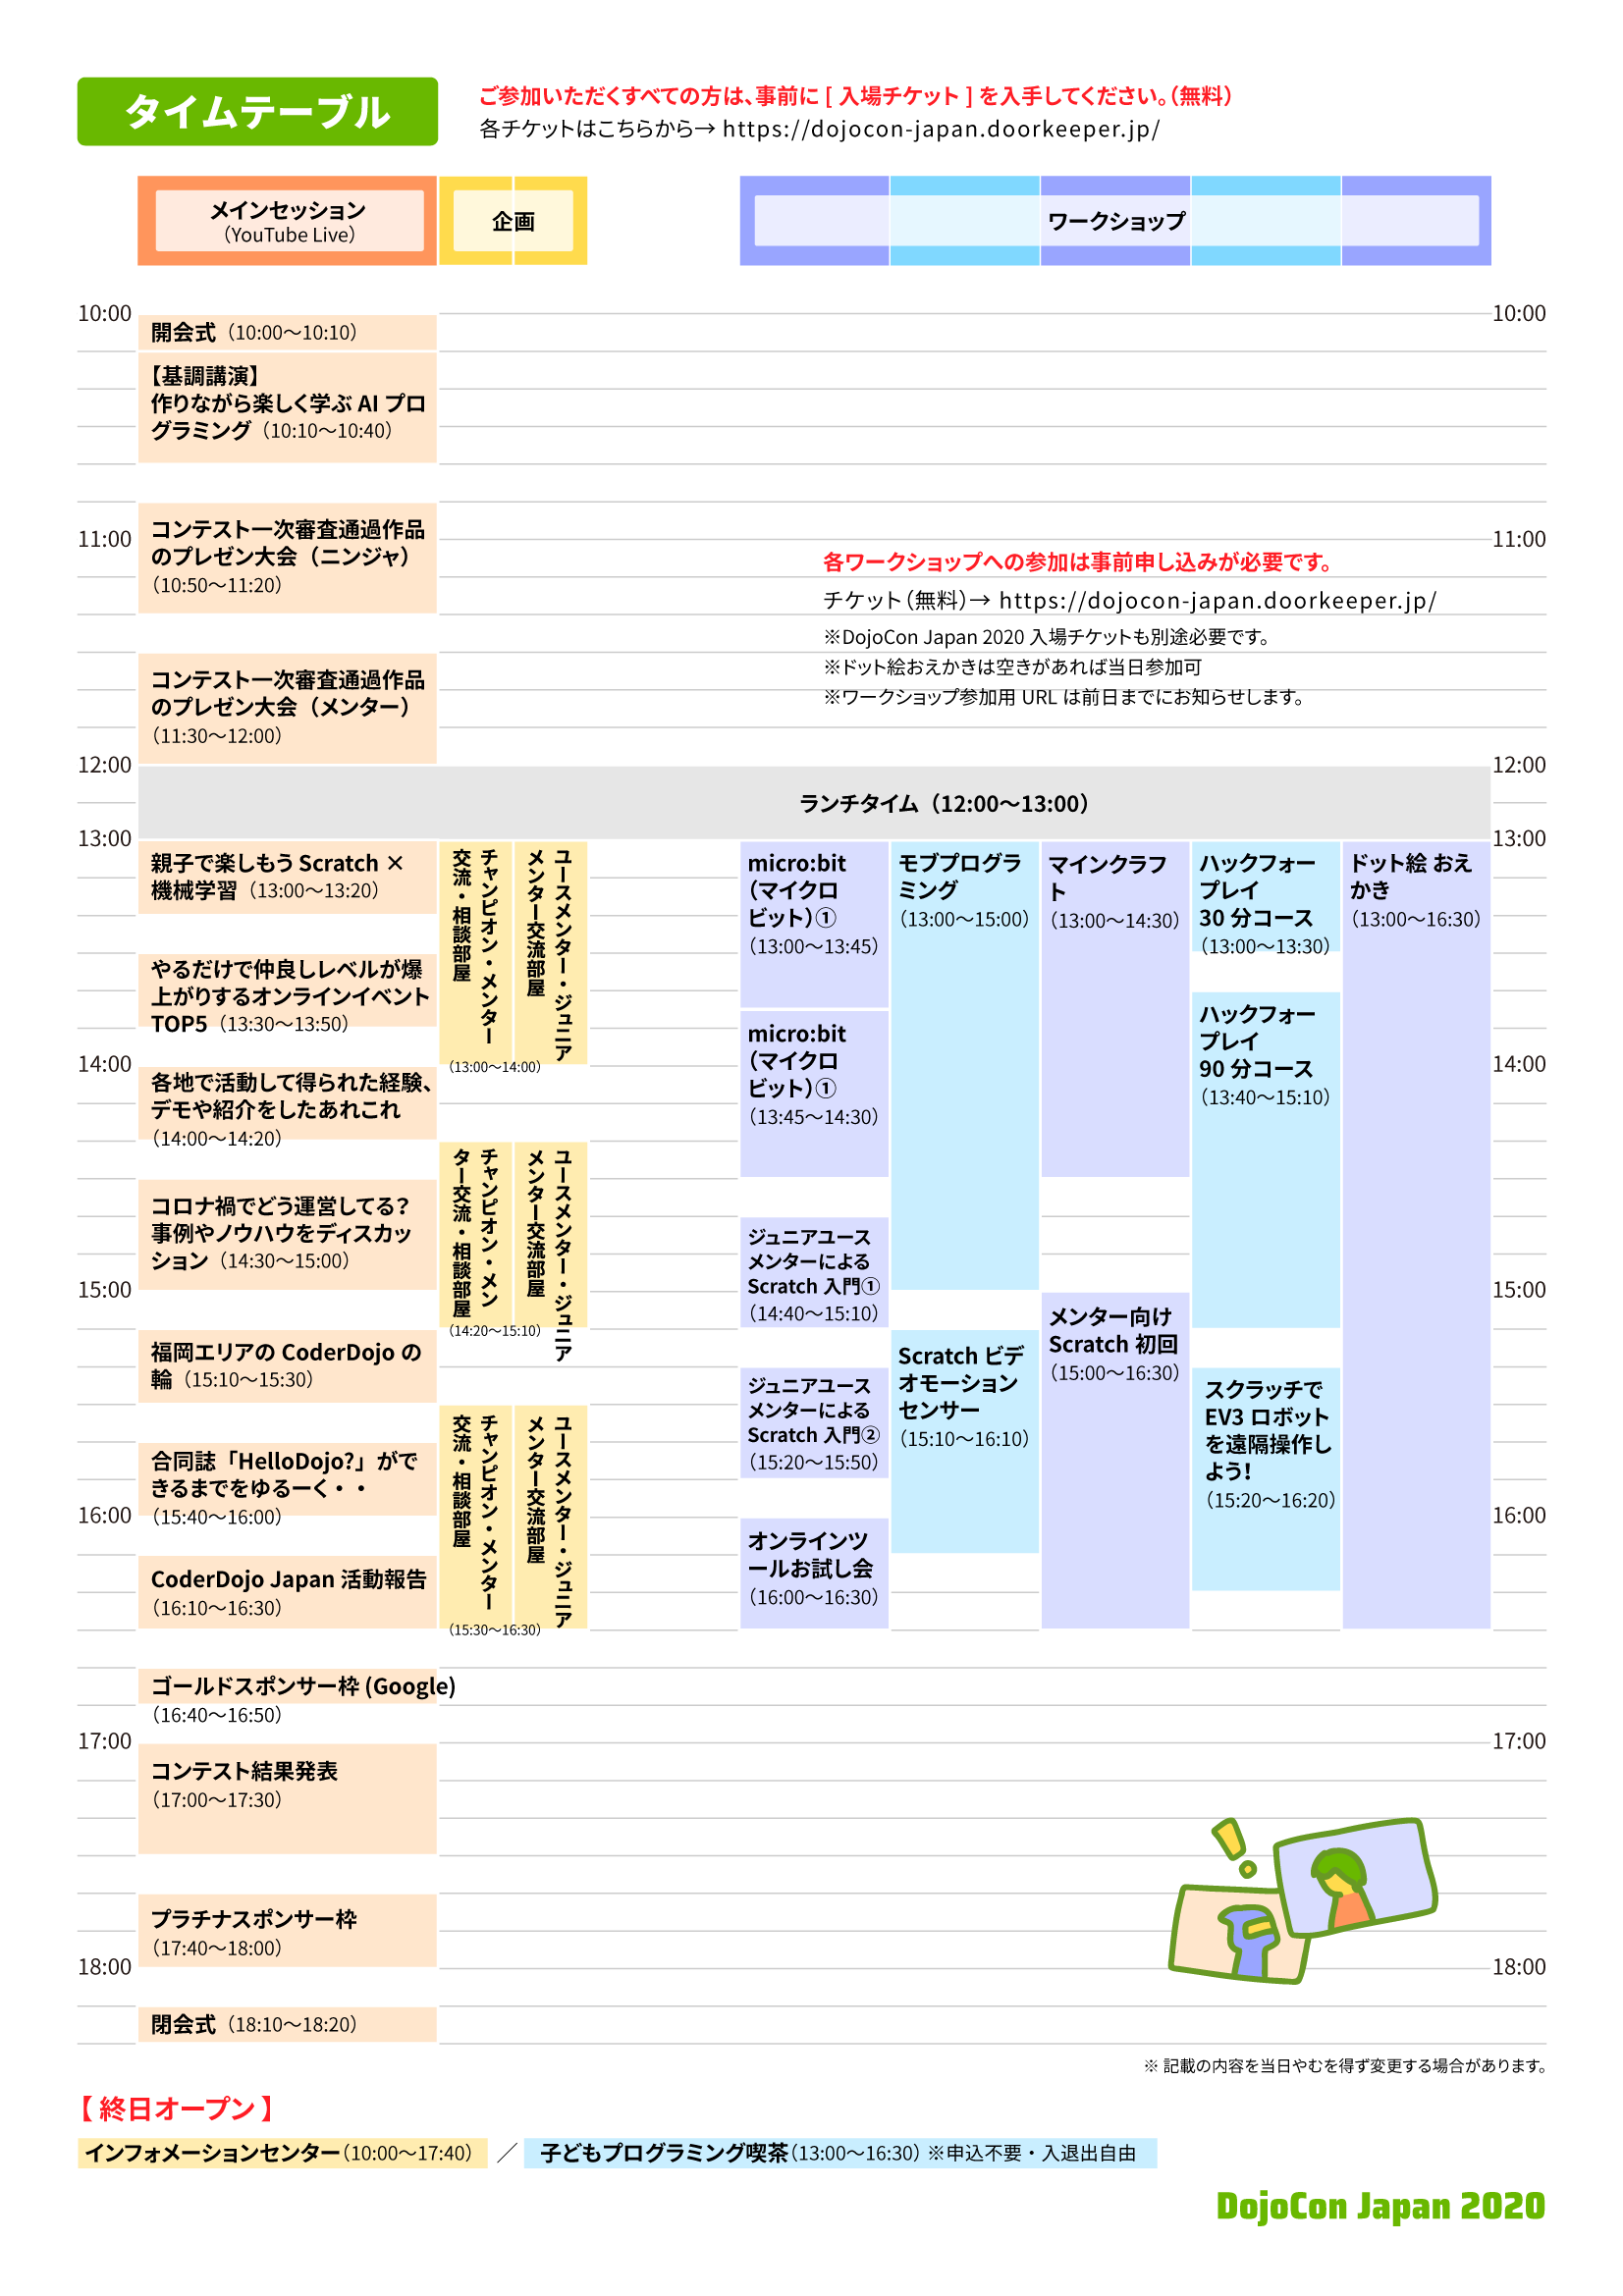 タイムテーブル
ご参加いただくすべての方は、事前に [ 入場チケット ] を入手してください。（無料）
各チケットはこちらから→ https://dojocon-japan.doorkeeper.jp/
メインセッション
（YouTube Live）
企画
ワークショップ
10:00
10:00
開会式（10:00〜10:10）
【基調講演】
作りながら楽しく学ぶ AI プロ
グラミング（10:10〜10:40）
11:00
11:00
コンテスト一次審査通過作品
のプレゼン大会（ニンジャ）
（10:50〜11:20）
各ワークショップへの参加は事前申し込みが必要です。
チケット（無料）→ https://dojocon-japan.doorkeeper.jp/
※DojoCon Japan 2020 入場チケットも別途必要です。
※ドット絵おえかきは空きがあれば当日参加可
※ワークショップ参加用 URL は前日までにお知らせします。
コンテスト一次審査通過作品
のプレゼン大会（メンター）
（11:30〜12:00）
12:00
12:00
ランチタイム（12:00〜13:00）
13:00
13:00
親子で楽しもう Scratch ×
機械学習（13:00〜13:20）
やるだけで仲良しレベルが爆
上がりするオンラインイベント
TOP5（13:30〜13:50）
14:00
14:00
各地で活動して得られた経験、
デモや紹介をしたあれこれ
（14:00〜14:20）
コロナ禍でどう運営してる？
事例やノウハウをディスカッ
ション（14:30〜15:00）
15:00
15:00
福岡エリアの CoderDojo の
輪（15:10〜15:30）
合同誌「HelloDojo?」がで
きるまでをゆるーく・・
（15:40〜16:00）
16:00
16:00
CoderDojo Japan 活動報告
（16:10〜16:30）
チャンピオン・メンター
交流・相談部屋
ユースメンター・ジュニア
メンター交流部屋
（13:00〜14:00）
チャンピオン・メン
ター交流・相談部屋
ユースメンター・ジュニア
メンター交流部屋
（14:20〜15:10）
チャンピオン・メンター
交流・相談部屋
ユースメンター・ジュニア
メンター交流部屋
（15:30〜16:30）
micro:bit
（マイクロ
ビット）①
（13:00〜13:45）
micro:bit
（マイクロ
ビット）①
（13:45〜14:30）
ジュニアユース
メンターによる
Scratch 入門①
（14:40〜15:10）
ジュニアユース
メンターによる
Scratch 入門②
（15:20〜15:50）
オンラインツ
ールお試し会
（16:00〜16:30）
モブプログラ
ミング
（13:00〜15:00）
Scratch ビデ
オモーション
センサー
（15:10〜16:10）
マインクラフ
ト
（13:00〜14:30）
メンター向け
Scratch 初回
（15:00〜16:30）
ハックフォー
プレイ
30 分コース
（13:00〜13:30）
ハックフォー
プレイ
90 分コース
（13:40〜15:10）
スクラッチで
EV3 ロボット
を遠隔操作し
よう！
（15:20〜16:20）
ドット絵 おえ
かき
（13:00〜16:30）
ゴールドスポンサー枠 (Google)
（16:40〜16:50）
17:00
17:00
コンテスト結果発表
（17:00〜17:30）
プラチナスポンサー枠
（17:40〜18:00）
18:00
18:00
閉会式（18:10〜18:20）
※ 記載の内容を当日やむを得ず変更する場合があります。
【 終日オープン 】
インフォメーションセンター（10:00〜17:40） ／ 子どもプログラミング喫茶（13:00〜16:30） ※申込不要・入退出自由
DojoCon Japan 2020